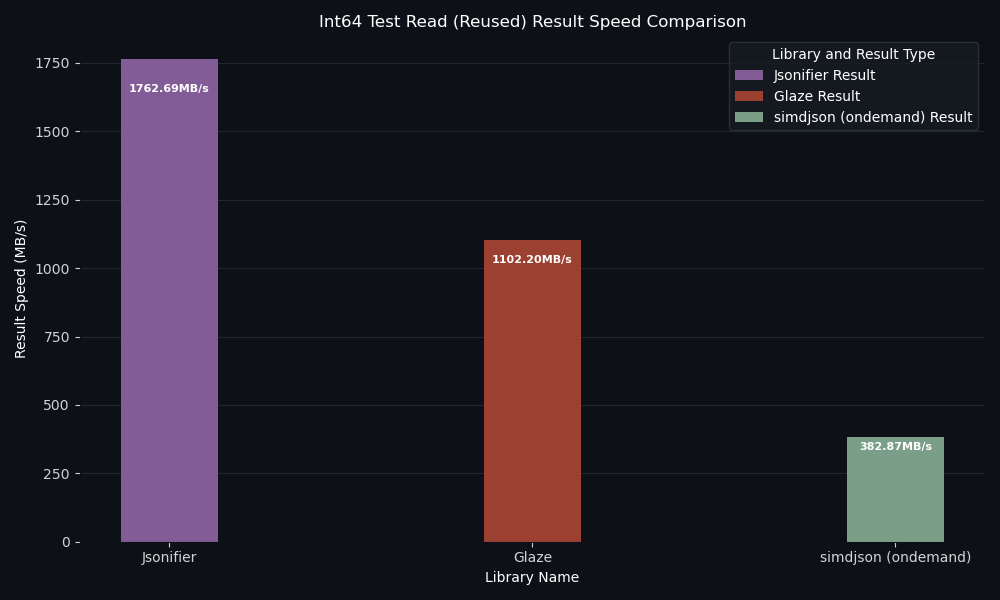 Int64 Test Read (Reused) Result Speed Comparison
Library and Result Type
Jsonifier Result
Glaze Result
simdjson (ondemand) Result
Result Speed (MB/s)
1750
1500
1250
1000
750
500
250
0
1762.69MB/s
1102.20MB/s
382.87MB/s
Jsonifier
Glaze
simdjson (ondemand)
Library Name